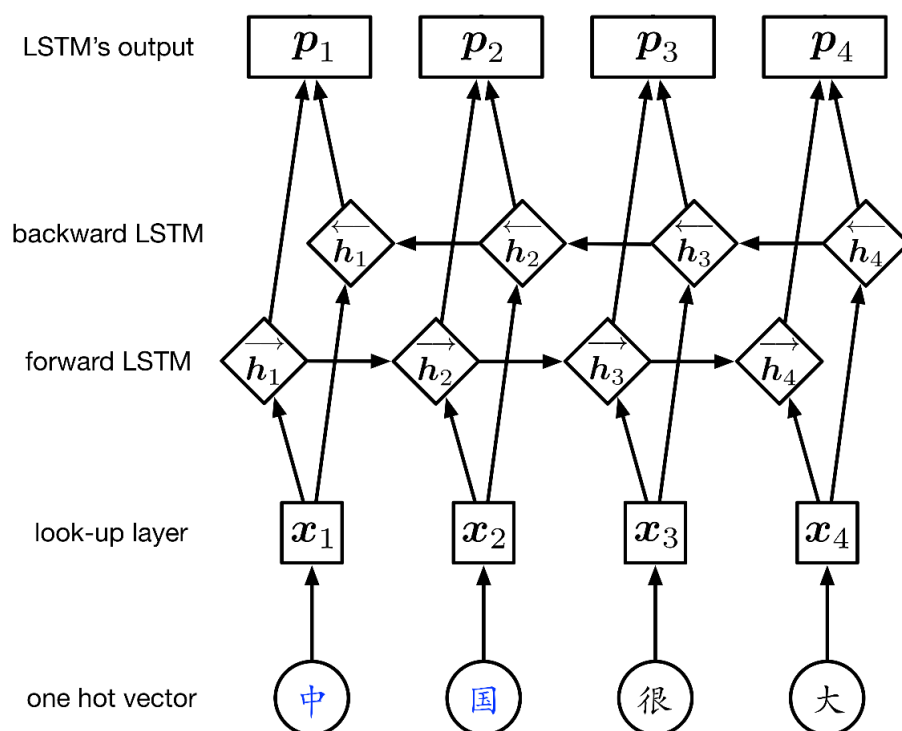 LSTM's output p1 p2 p3 p4
backward LSTM ←h1 ←h2 ←h3 ←h4
forward LSTM →h1 →h2 →h3 →h4
look-up layer x1 x2 x3 x4
one hot vector 中 国 很 大